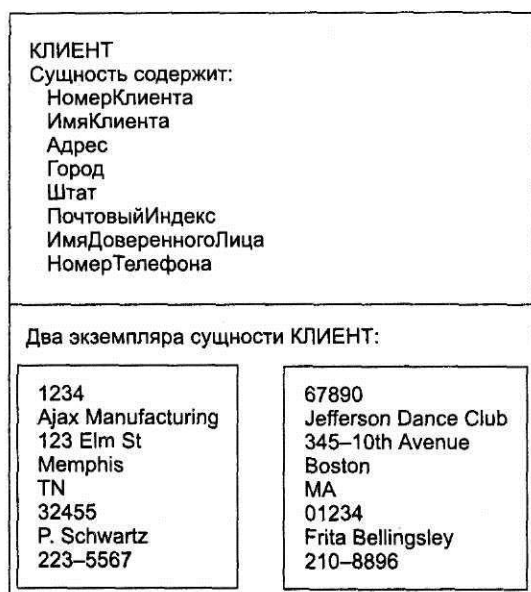 КЛИЕНТ
Сущность содержит:
НомерКлиента
ИмяКлиента
Адрес
Город
Штат
ПочтовыйИндекс
ИмяДоверенногоЛица
НомерТелефона
Два экземпляра сущности КЛИЕНТ:
1234
Ajax Manufacturing
123 Elm St
Memphis
TN
32455
P. Schwartz
223–5567
67890
Jefferson Dance Club
345–10th Avenue
Boston
MA
01234
Frita Bellingsley
210–8896